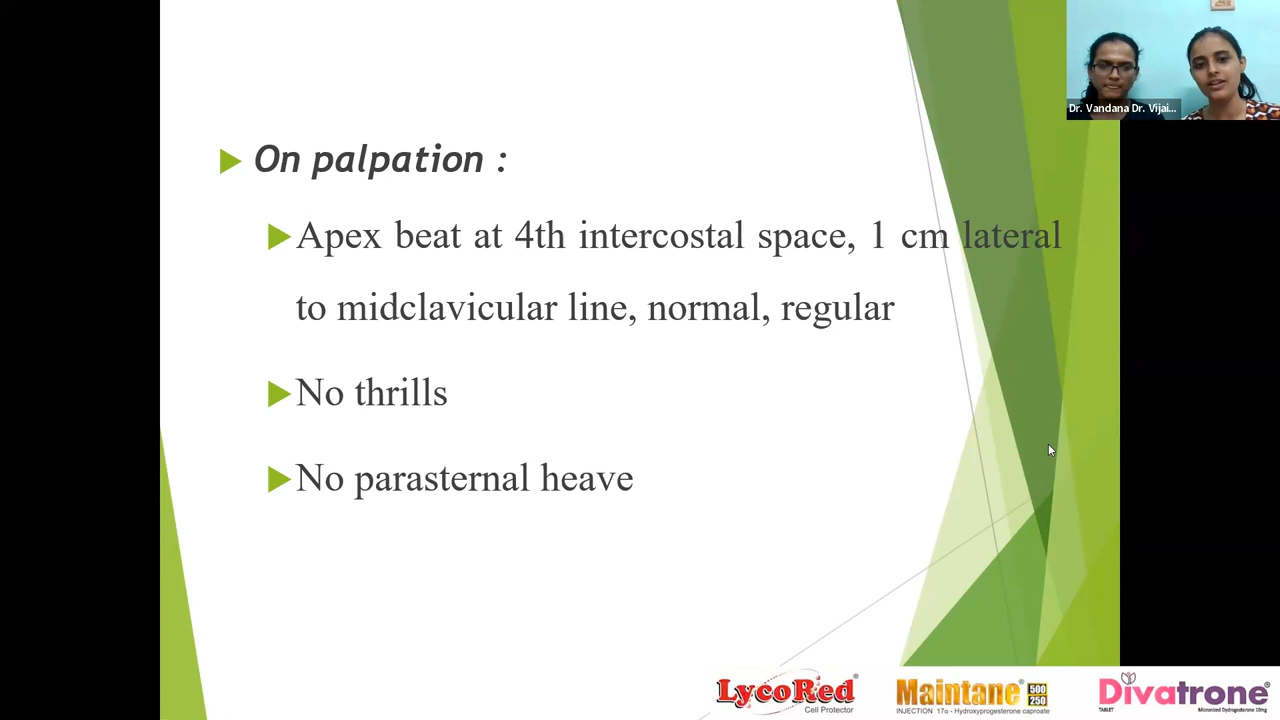 Dr. Vandana Dr. Vijai...
On palpation :
Apex beat at 4th intercostal space, 1 cm lateral
to midclavicular line, normal, regular
No thrills
No parasternal heave
LycoRed®
Cell Protector
Maintane® 500 250
INJECTION 17α - Hydroxyprogesterone caproate
Divatrone®
TABLET Micronized Dydrogesterone 10mg